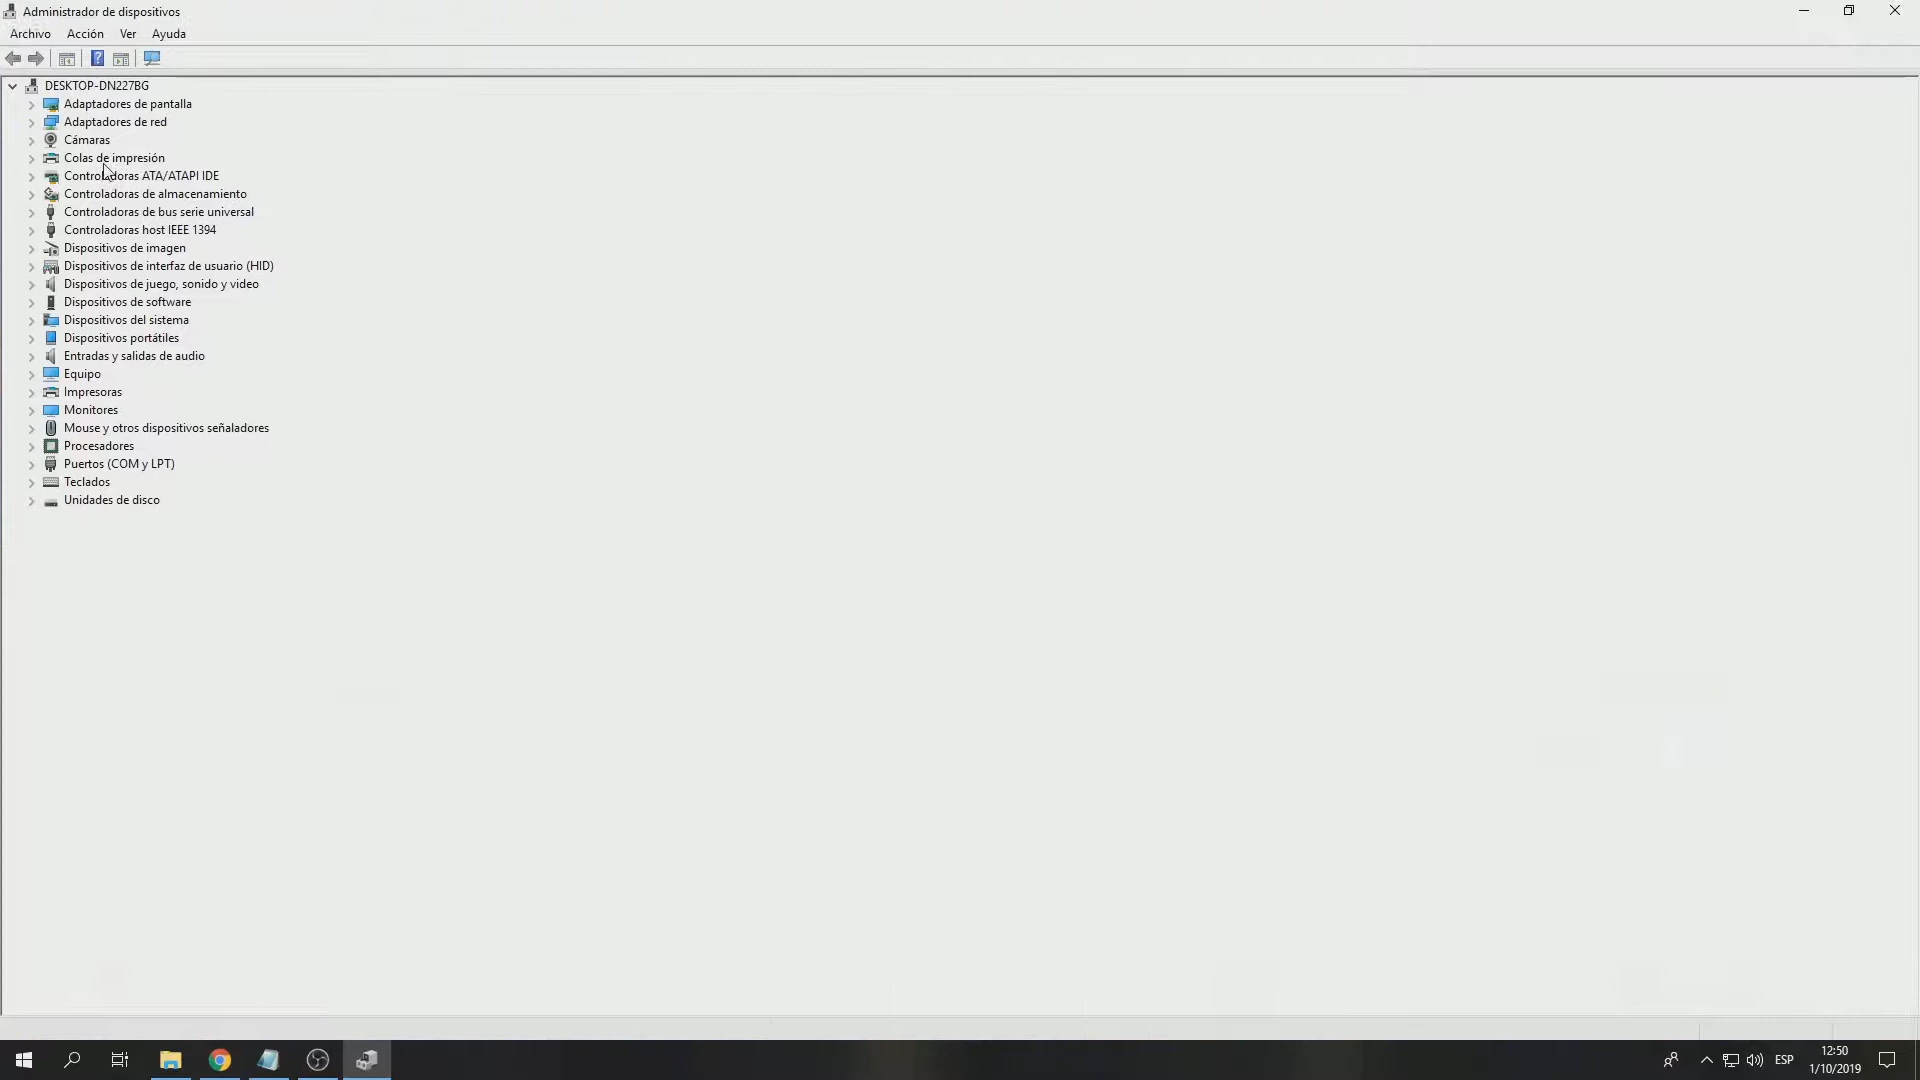 Administrador de dispositivos
Archivo Acción Ver Ayuda
DESKTOP-DN227BG
Adaptadores de pantalla
Adaptadores de red
Cámaras
Colas de impresión
Controladoras ATA/ATAPI IDE
Controladoras de almacenamiento
Controladoras de bus serie universal
Controladoras host IEEE 1394
Dispositivos de imagen
Dispositivos de interfaz de usuario (HID)
Dispositivos de juego, sonido y video
Dispositivos de software
Dispositivos del sistema
Dispositivos portátiles
Entradas y salidas de audio
Equipo
Impresoras
Monitores
Mouse y otros dispositivos señaladores
Procesadores
Puertos (COM y LPT)
Teclados
Unidades de disco
ESP
12:50
1/10/2019